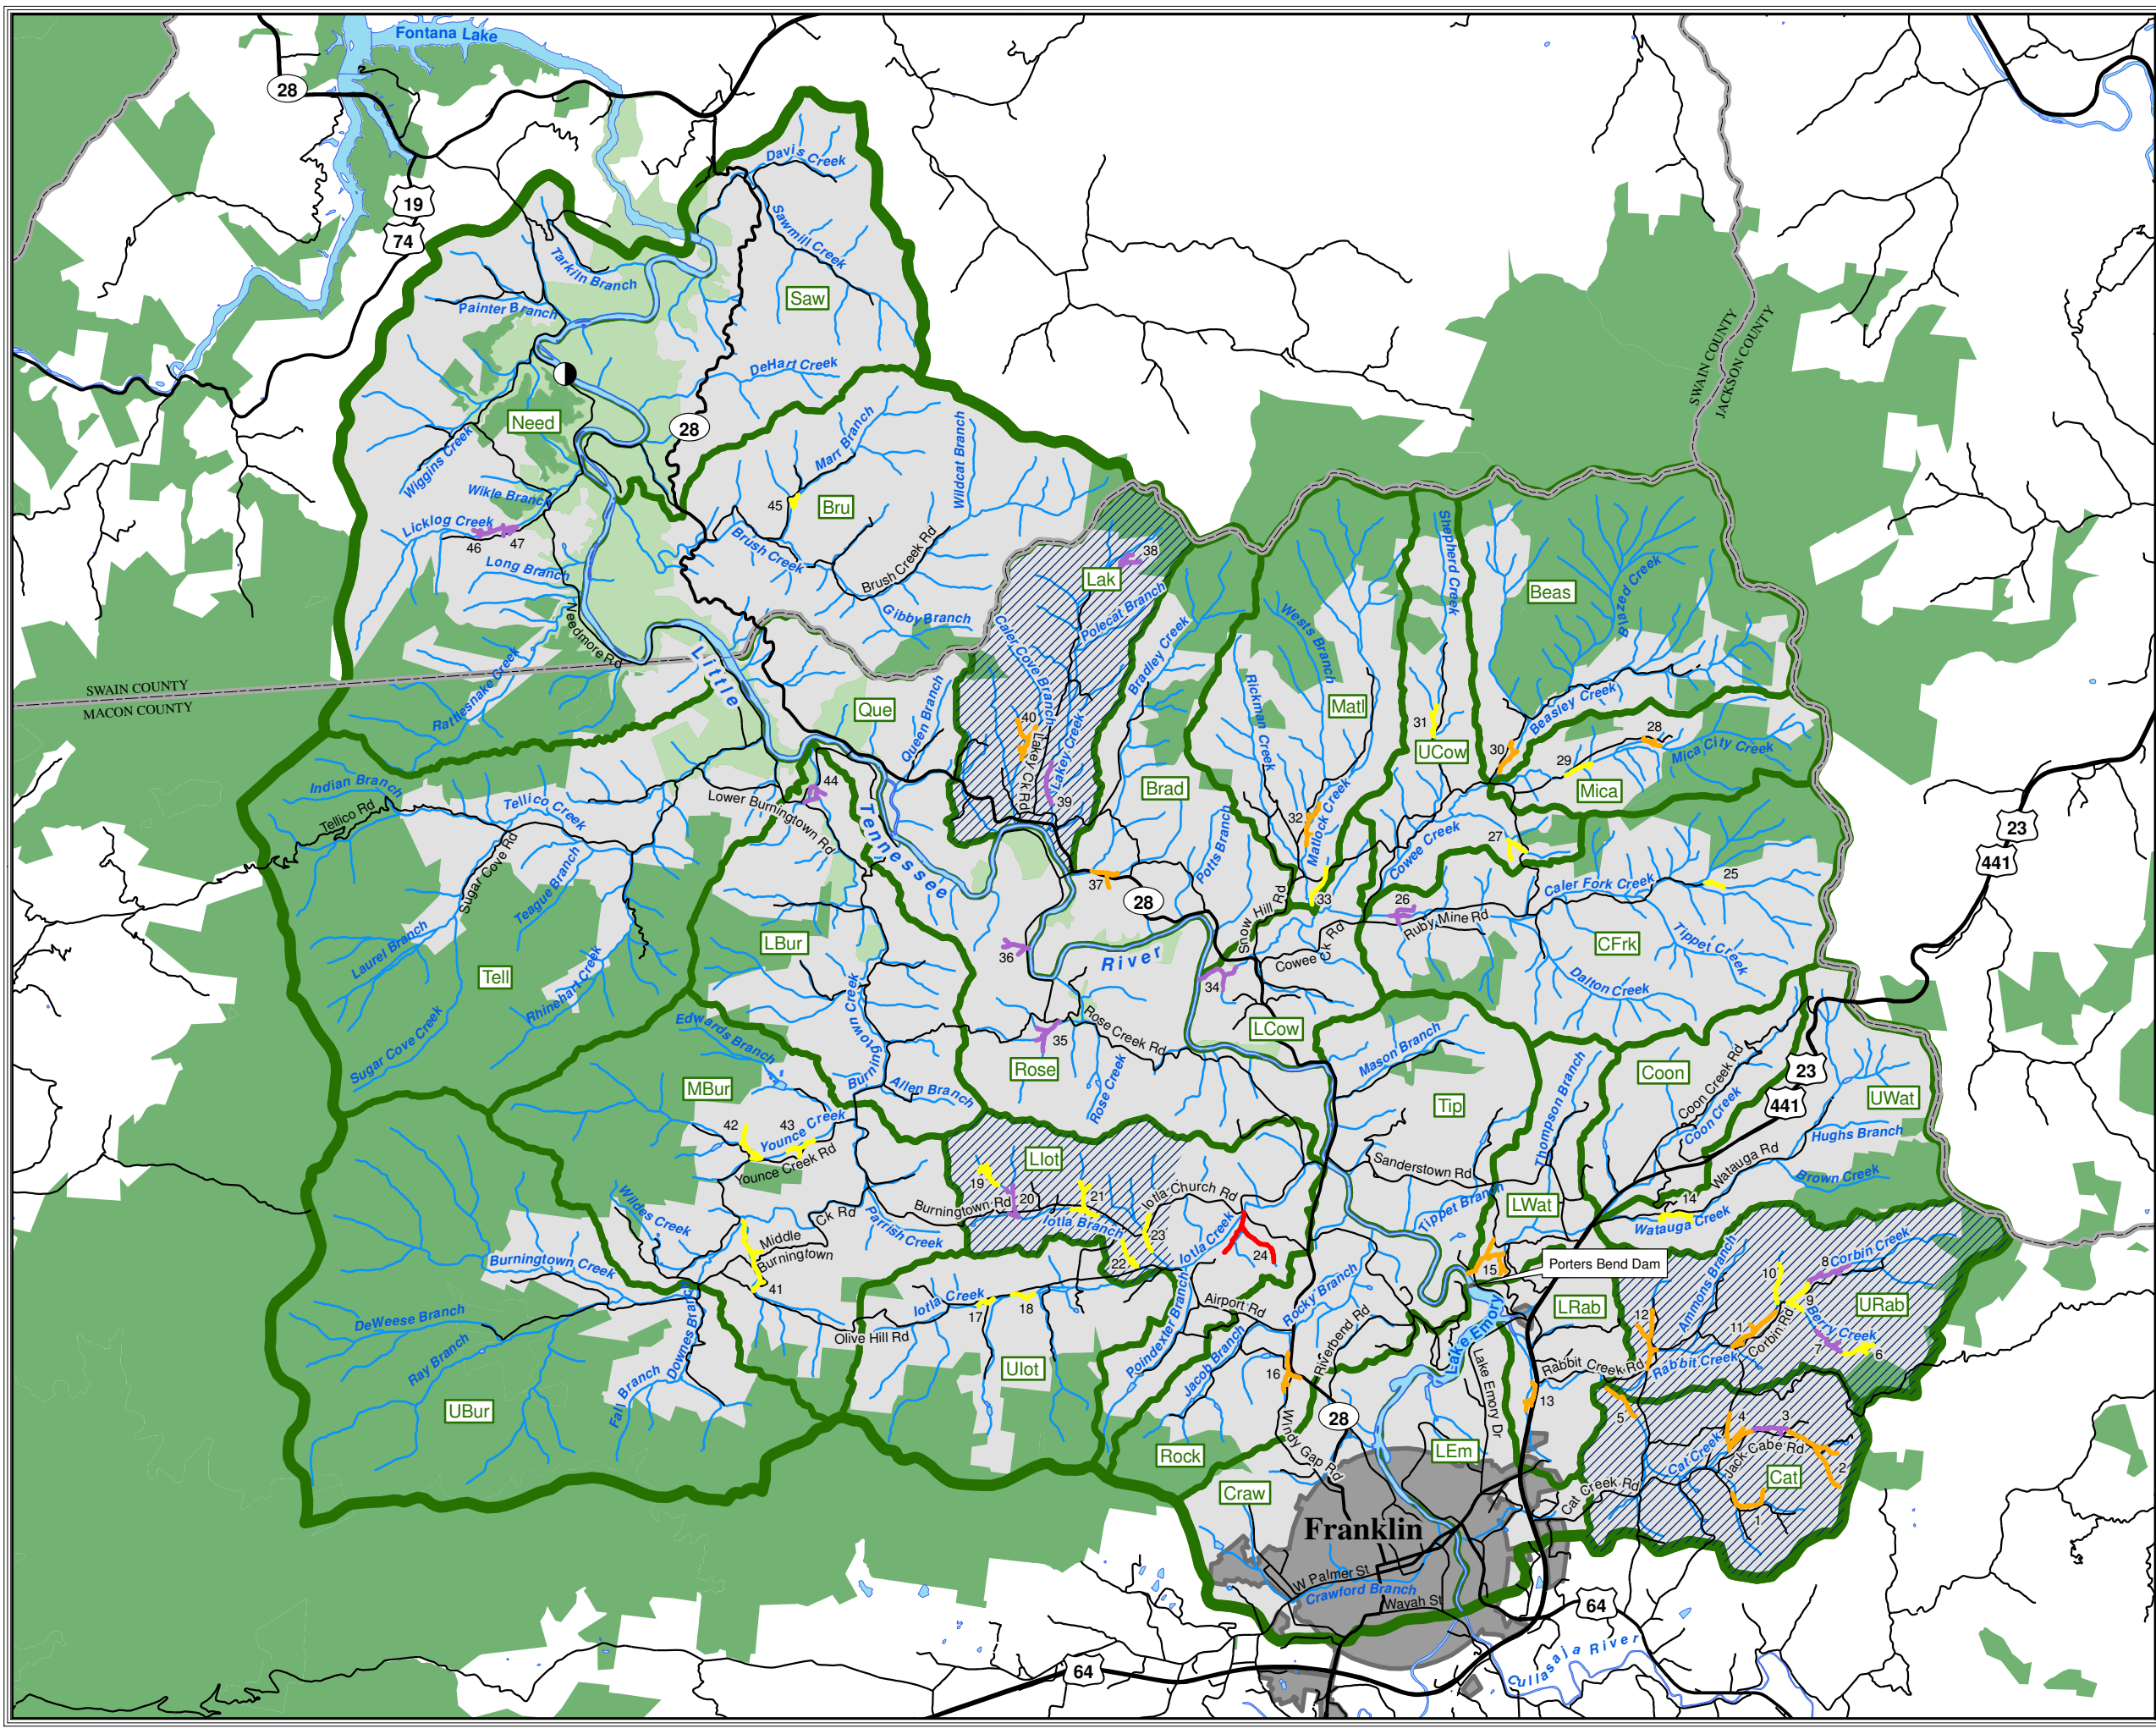 Fontana Lake
28
19
74
Davis Creek
Sawmill Creek
Tarkiln Branch
Painter Branch
Saw
DeHart Creek
SWAIN COUNTY
JACKSON COUNTY
Need
28
Wiggins Creek
Marr Branch
Wildcat Branch
Wikle Branch
45
Bru
Licklog Creek
46
47
Brush Creek
Brush Creek Rd
Long Branch
Needmore Rd
Gibby Branch
38
Lak
Polecat Branch
Caler Cove Branch
Bradley Creek
Wests Branch
Shepherd Creek
Beas
Blazed Creek
SWAIN COUNTY
MACON COUNTY
Rattlesnake Creek
Little
Que
Queen Branch
40
Lakey Ck Rd
Lakey Creek
39
Rickman Creek
Matl
31
UCow
30
Beasley Creek
28
Mica City Creek
29
Mica
Indian Branch
Tellico Rd
Tellico Creek
Sugar Cove Rd
Teague Branch
Lower Burningtown Rd
44
Tennessee
Brad
Potts Branch
32
Matlock Creek
Cowee Creek
27
23
441
37
28
33
26
Ruby Mine Rd
Caler Fork Creek
25
Laurel Branch
Tell
Rhinehart Creek
Sugar Cove Creek
LBur
36
River
34
Snow Hill Rd
Cowee Ck Rd
CFrk
Tippet Creek
Dalton Creek
Edwards Branch
Burningtown Creek
35
Rose Creek Rd
LCow
Mason Branch
Rose
Rose Creek
MBur
Allen Branch
Tip
Thompson Branch
Coon
Coon Creek Rd
Coon Creek
23
441
UWat
Hughs Branch
42
43
Younce Creek
Younce Creek Rd
LIot
19
20
21
Iotla Church Rd
Sanderstown Rd
Watauga Rd
Brown Creek
14
Watauga Creek
Wildes Creek
Middle
Burningtown
Ck Rd
Parrish Creek
Burningtown Rd
Iotla Branch
22
23
Iotla Creek
24
Tippet Branch
LWat
15
Porters Bend Dam
Burningtown Creek
41
Iotla Creek
17
18
Olive Hill Rd
Airport Rd
Rocky Branch
Riverbend Rd
Lake Emory
LRab
12
Ammons Branch
10
8
Corbin Creek
9
URab
11
Corbin Rd
Berry Creek
7
6
DeWeese Branch
Ray Branch
Downes Branch
Fall Branch
UBur
UIot
Poindexter Branch
Jacob Branch
16
Windy Gap Rd
Lake Emory Dr
Rabbit Creek Rd
Rabbit Creek
13
5
4
3
Cat Creek
Jack Cabe Rd
2
Cat
1
Cat Creek Rd
28
Rock
LEm
Craw
Franklin
W Palmer St
Crawford Branch
Wayah St
64
64
Cullasaja River